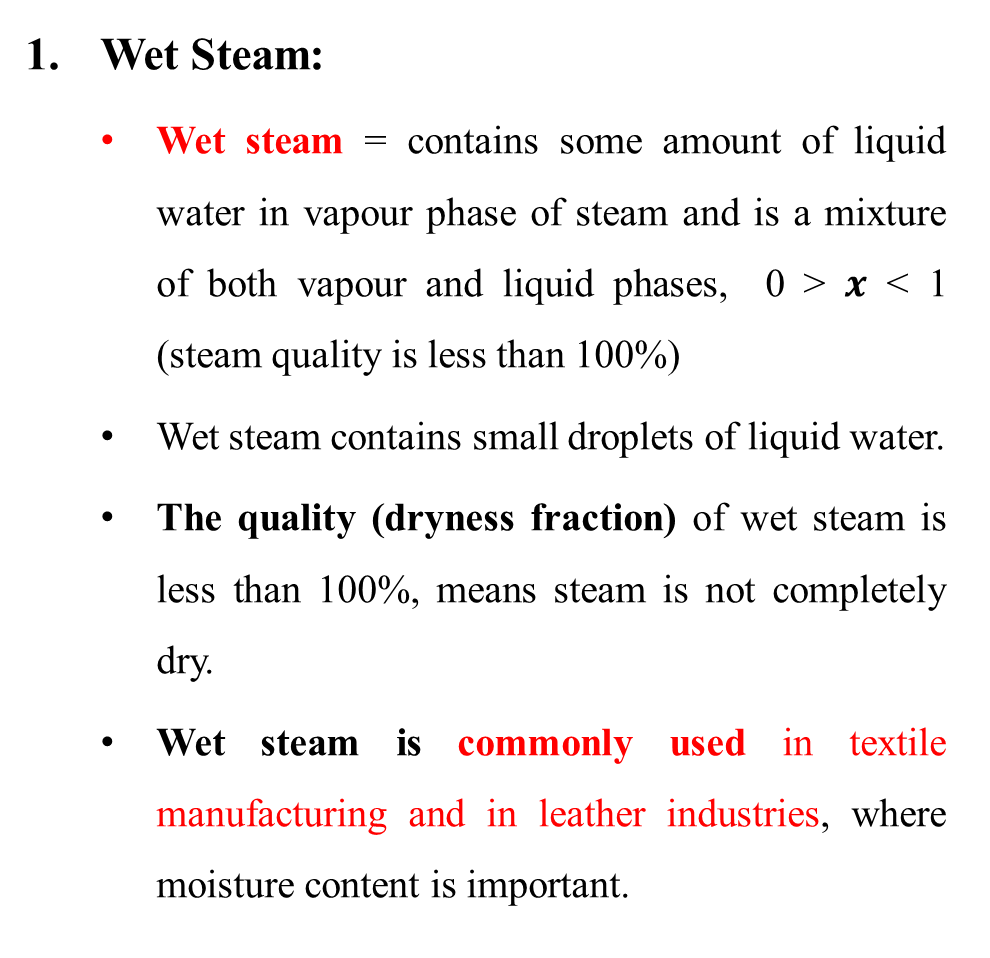 1. Wet Steam:
• Wet steam = contains some amount of liquid
water in vapour phase of steam and is a mixture
of both vapour and liquid phases, 0 > x < 1
(steam quality is less than 100%)
• Wet steam contains small droplets of liquid water.
• The quality (dryness fraction) of wet steam is
less than 100%, means steam is not completely
dry.
• Wet steam is commonly used in textile
manufacturing and in leather industries, where
moisture content is important.